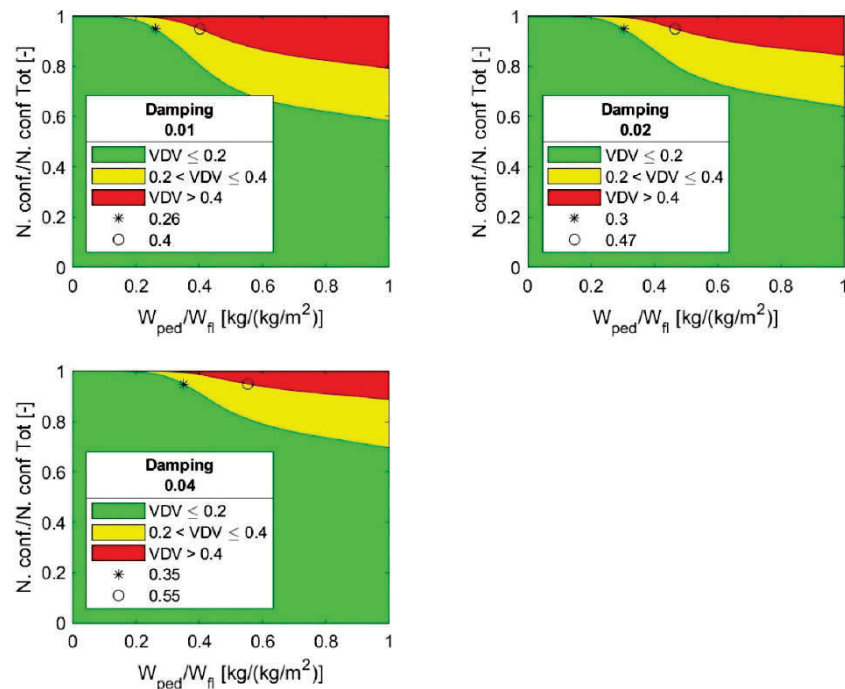 1
0.8
0.6
0.4
0.2
0
N. conf./N. conf Tot [-]
Damping
0.01
VDV ≤ 0.2
0.2 < VDV ≤ 0.4
VDV > 0.4
0.26
0.4
0 0.2 0.4 0.6 0.8 1
W_ped/W_fl [kg/(kg/m²)]
1
0.8
0.6
0.4
0.2
0
N. conf./N. conf Tot [-]
Damping
0.02
VDV ≤ 0.2
0.2 < VDV ≤ 0.4
VDV > 0.4
0.3
0.47
0 0.2 0.4 0.6 0.8 1
W_ped/W_fl [kg/(kg/m²)]
1
0.8
0.6
0.4
0.2
0
N. conf./N. conf Tot [-]
Damping
0.04
VDV ≤ 0.2
0.2 < VDV ≤ 0.4
VDV > 0.4
0.35
0.55
0 0.2 0.4 0.6 0.8 1
W_ped/W_fl [kg/(kg/m²)]